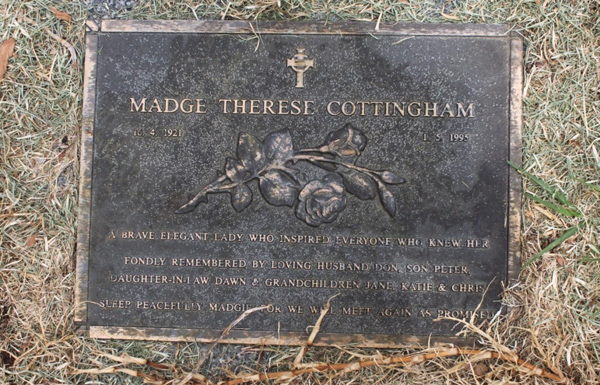 MADGE THERESE COTTINGHAM
16. 4. 1921 1. 5. 1995
A BRAVE ELEGANT LADY WHO INSPIRED EVERYONE WHO KNEW HER
FONDLY REMEMBERED BY LOVING HUSBAND DON, SON PETER,
DAUGHTER-IN-LAW DAWN & GRANDCHILDREN JANE, KATIE & CHRIS
SLEEP PEACEFULLY MADGIE FOR WE WILL MEET AGAIN AS PROMISED